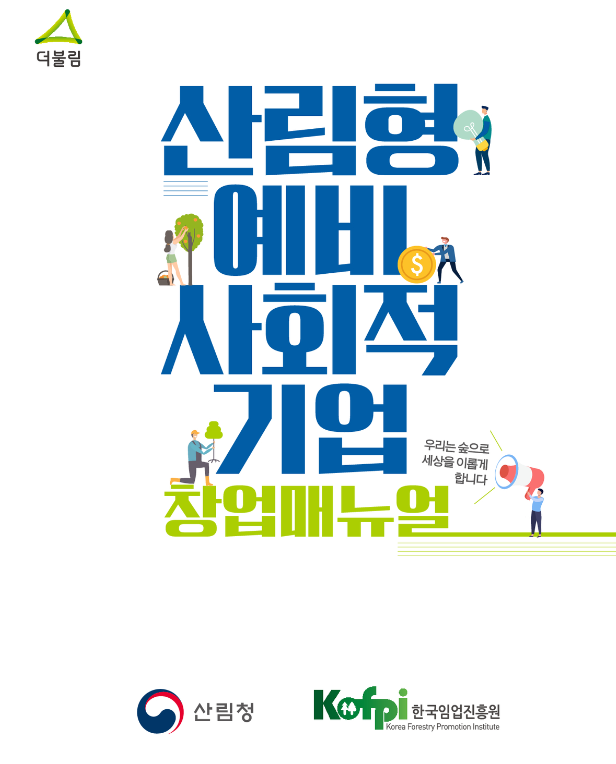 더불림
산림형
예비
사회적
기업
창업매뉴얼
우리는 숲으로
세상을 이롭게
합니다
$
산림청
Kofpi 한국임업진흥원
Korea Forestry Promotion Institute